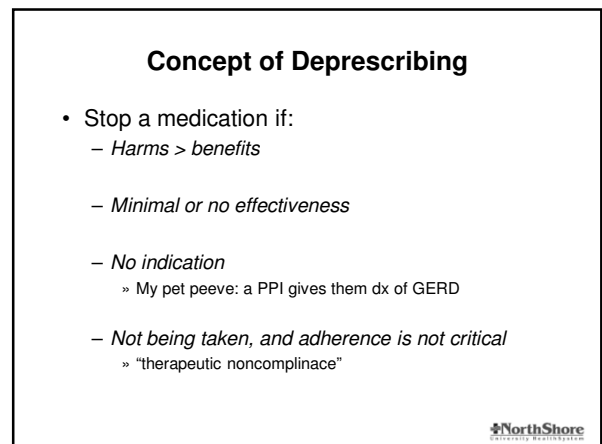 Concept of Deprescribing
• Stop a medication if:
– Harms > benefits
– Minimal or no effectiveness
– No indication
» My pet peeve: a PPI gives them dx of GERD
– Not being taken, and adherence is not critical
» “therapeutic noncomplinace”
NorthShore
University HealthSystem